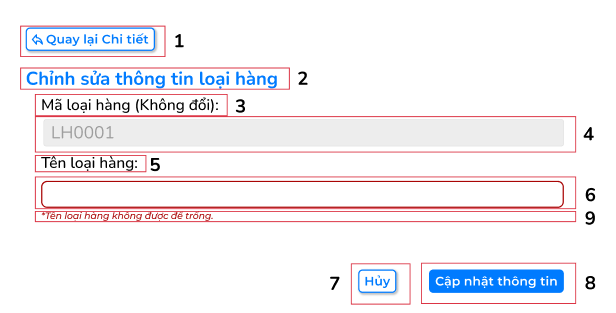 Quay lại Chi tiết 1
Chỉnh sửa thông tin loại hàng 2
Mã loại hàng (Không đổi): 3
LH0001 4
Tên loại hàng: 5
6
*Tên loại hàng không được để trống. 9
7 Hủy Cập nhật thông tin 8